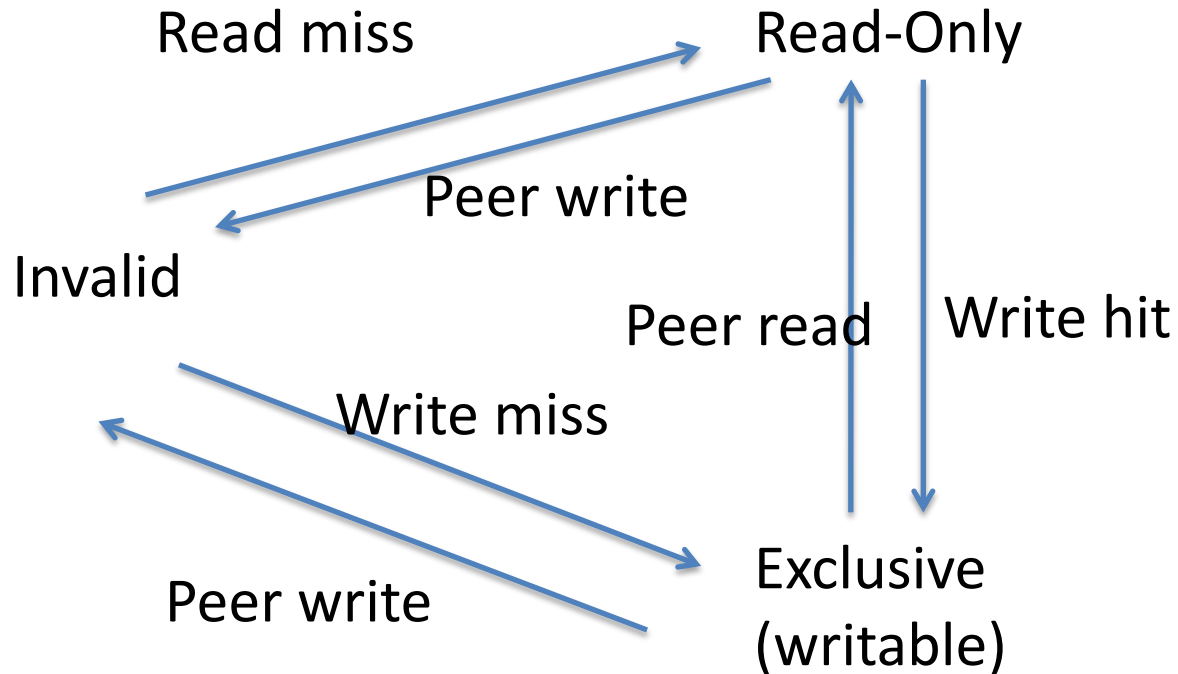 Read miss
Read-Only
Peer write
Invalid
Peer read
Write hit
Write miss
Exclusive
(writable)
Peer write